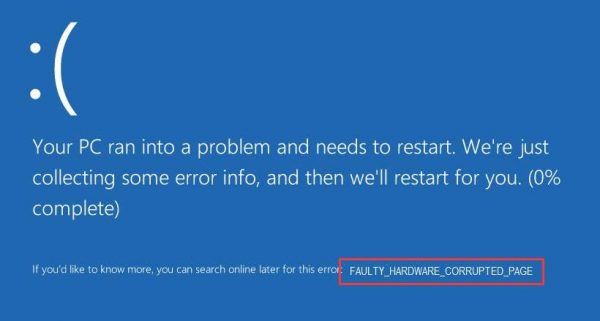 :(
Your PC ran into a problem and needs to restart. We're just
collecting some error info, and then we'll restart for you. (0%
complete)
If you'd like to know more, you can search online later for this error: FAULTY_HARDWARE_CORRUPTED_PAGE